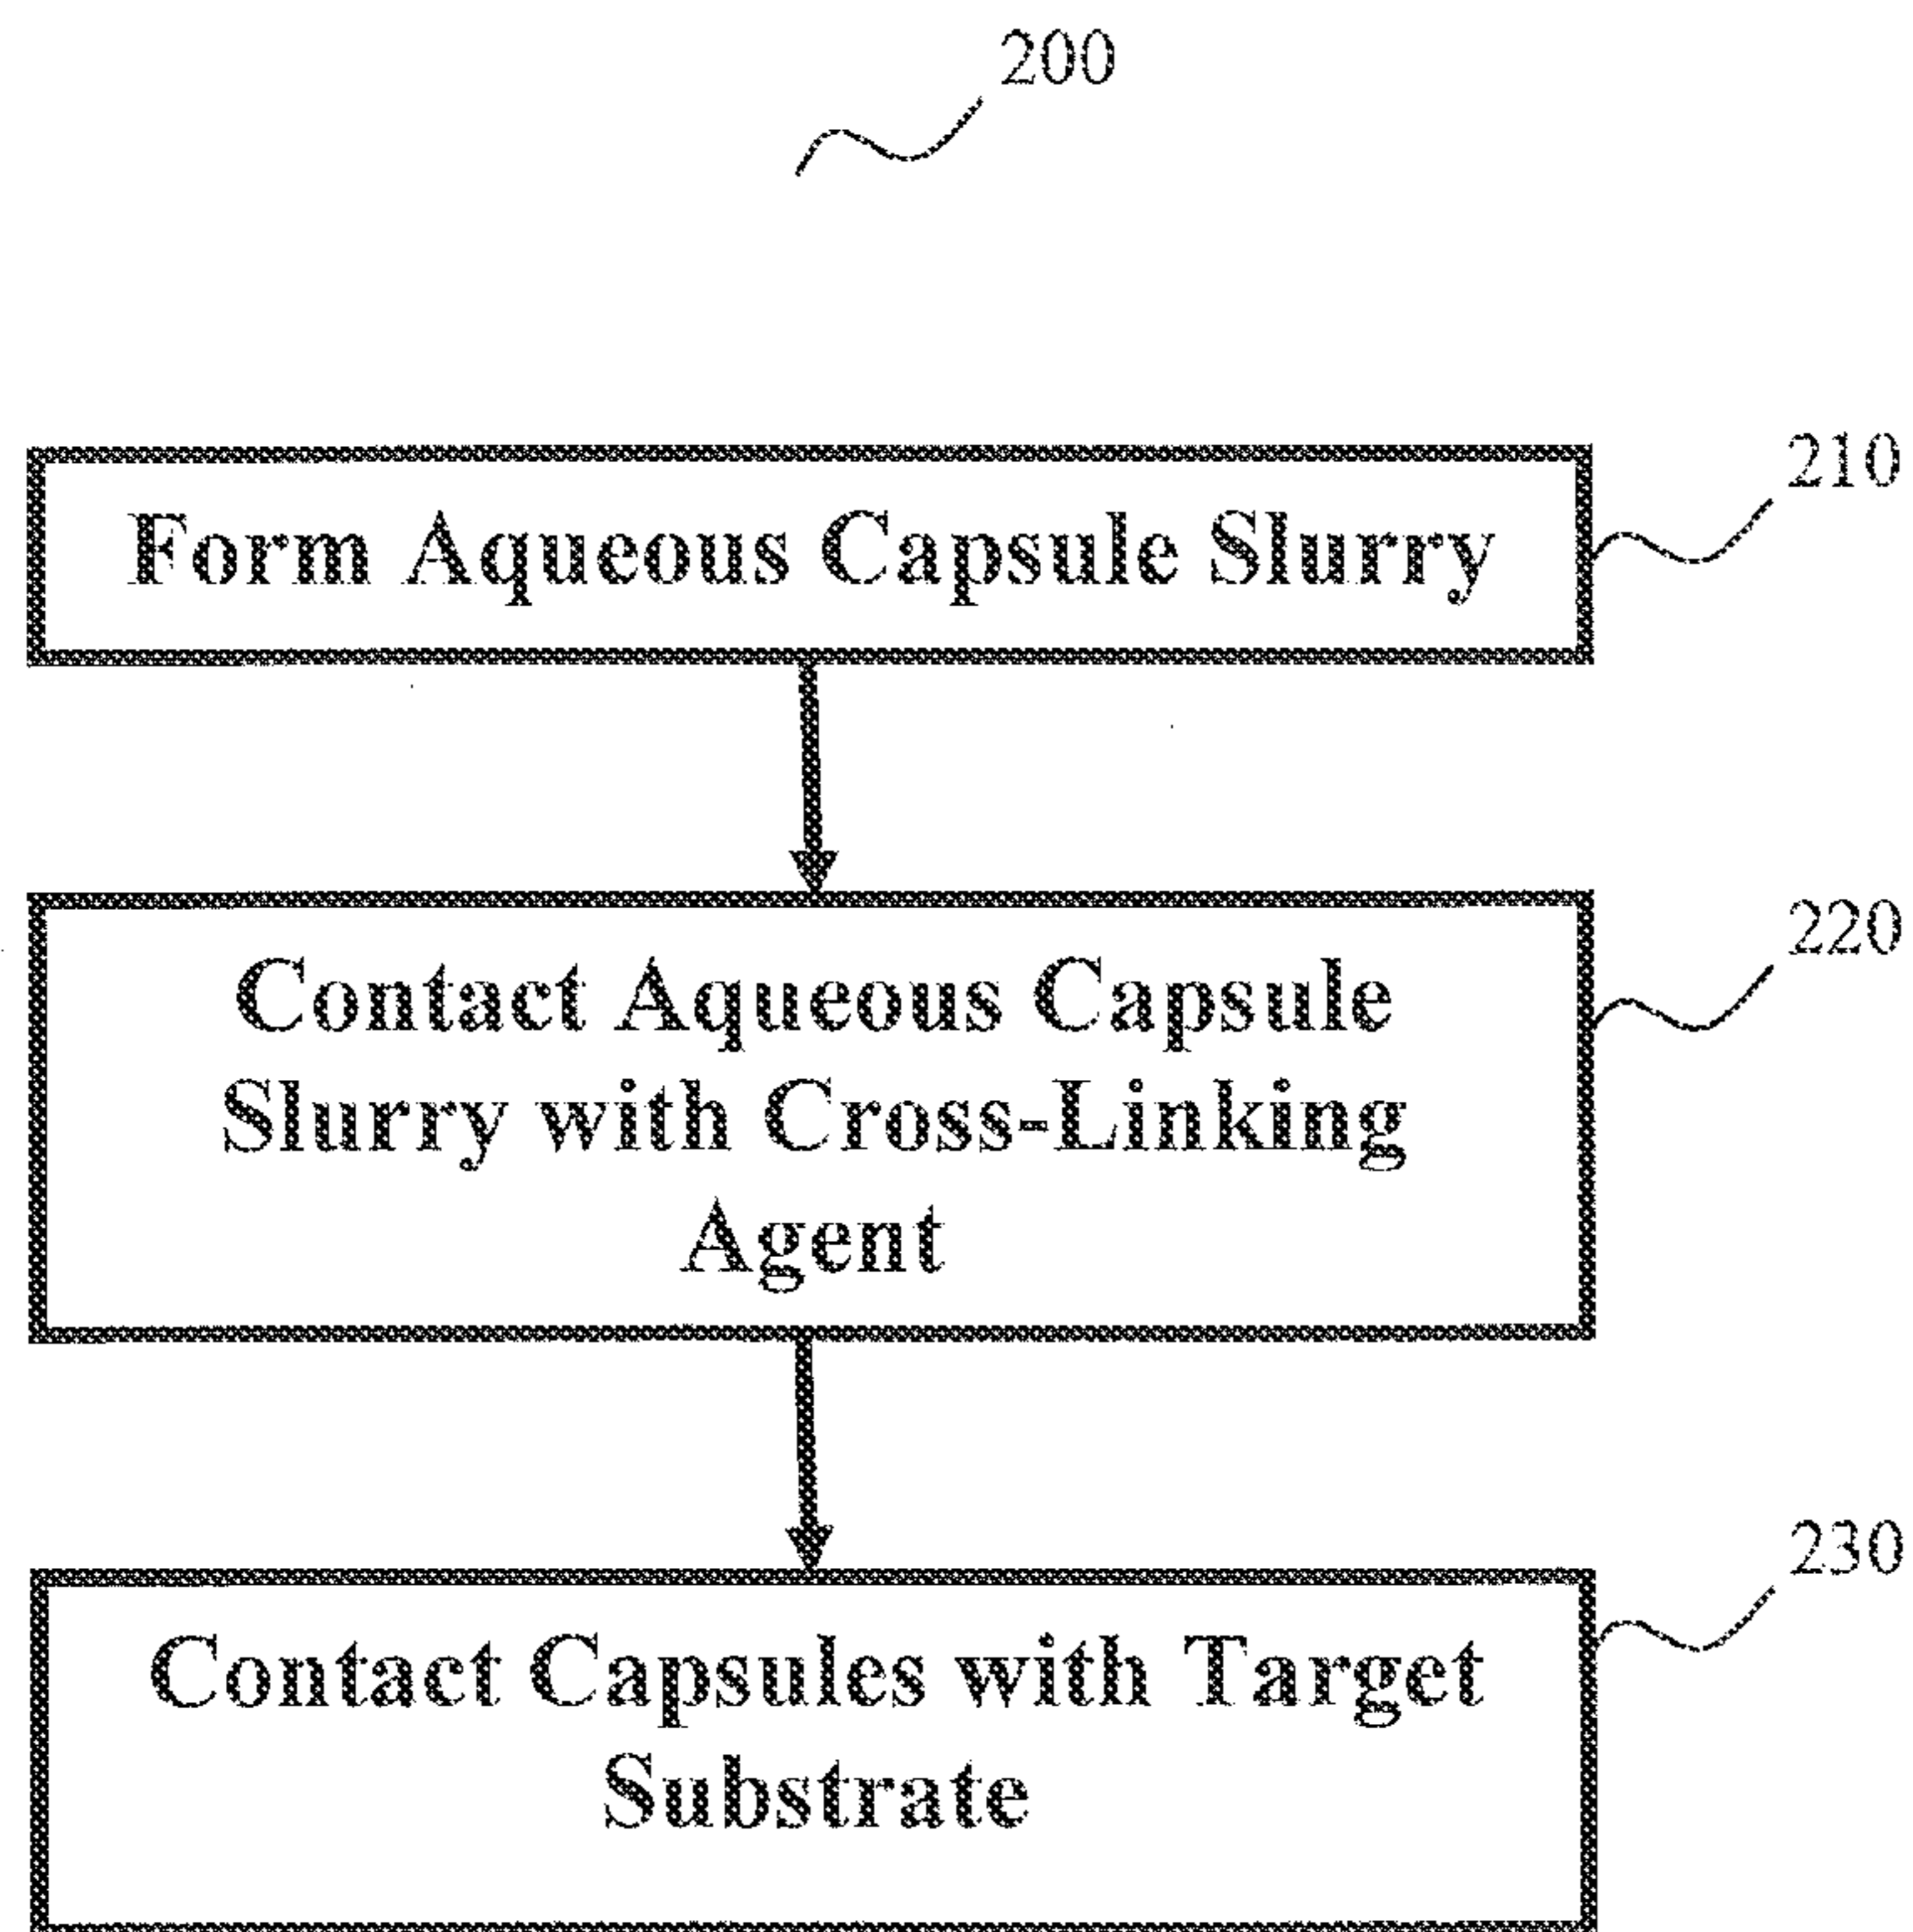 200
210
Form Aqueous Capsule Slurry
220
Contact Aqueous Capsule
Slurry with Cross-Linking
Agent
230
Contact Capsules with Target
Substrate